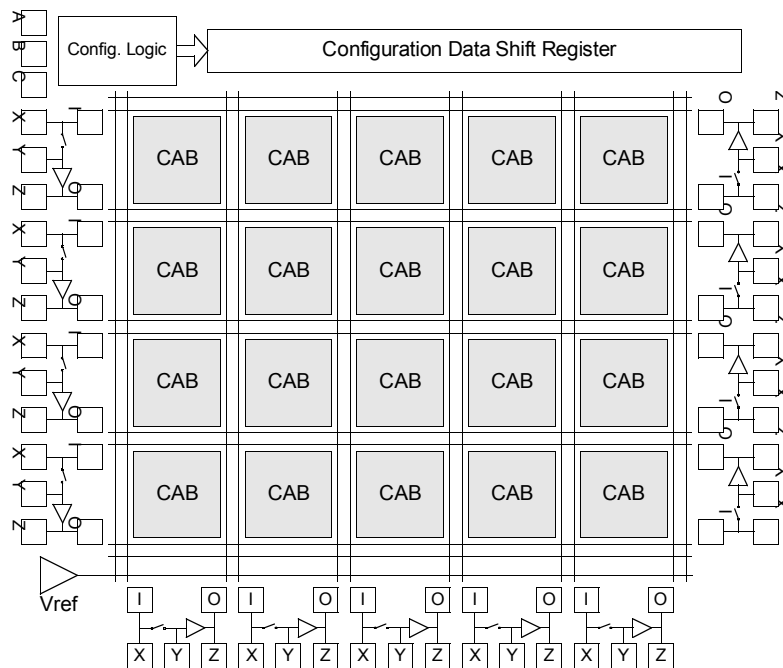 A
B
C
Config. Logic
Configuration Data Shift Register
X I
Y
Z O
CAB CAB CAB CAB CAB
O Z
Y
I X
X I
Y
Z O
CAB CAB CAB CAB CAB
O
Y
I X
X I
Y
Z O
CAB CAB CAB CAB CAB
O
Y
I X
X I
Y
Z O
CAB CAB CAB CAB CAB
O
Y
I X
Vref
I O I O I O I O I O
X Y Z X Y Z X Y Z X Y Z X Y Z